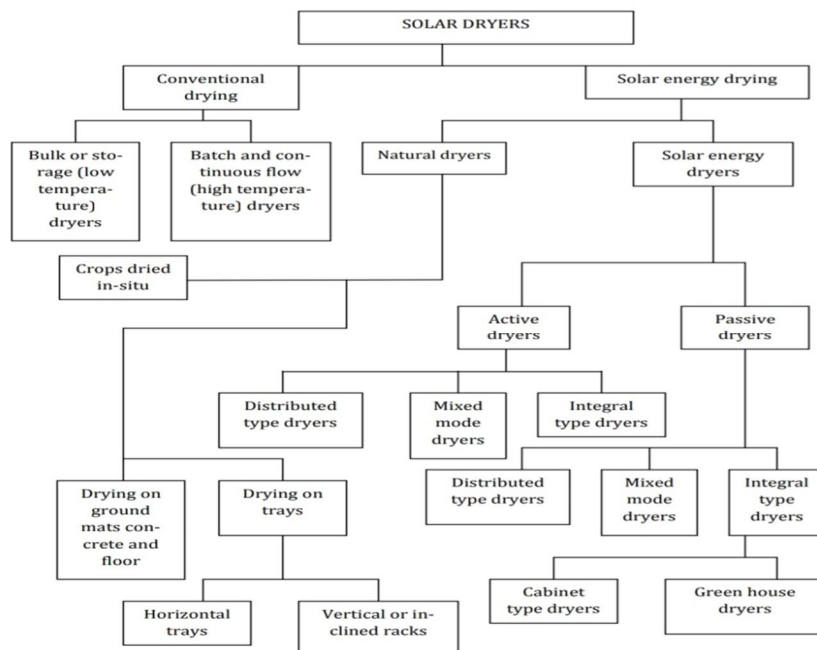 SOLAR DRYERS
Conventional
drying
Solar energy drying
Bulk or sto-
rage (low
tempera-
ture)
dryers
Batch and con-
tinuous flow
(high tempera-
ture) dryers
Natural dryers
Solar energy
dryers
Crops dried
in-situ
Active
dryers
Passive
dryers
Distributed
type dryers
Mixed
mode
dryers
Integral
type dryers
Distributed
type dryers
Mixed
mode
dryers
Integral
type
dryers
Drying on
ground
mats con-
crete and
floor
Drying on
trays
Cabinet
type dryers
Green house
dryers
Horizontal
trays
Vertical or in-
clined racks